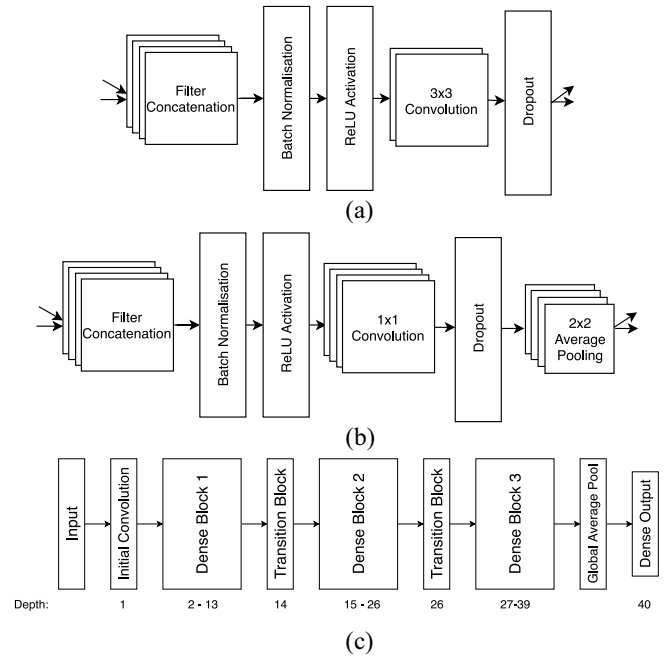 Filter
Concatenation
Batch Normalisation
ReLU Activation
3x3
Convolution
Dropout
(a)
Filter
Concatenation
Batch Normalisation
ReLU Activation
1x1
Convolution
Dropout
2x2
Average
Pooling
(b)
Input
Initial Convolution
Dense Block 1
Transition Block
Dense Block 2
Transition Block
Dense Block 3
Global Average Pool
Dense Output
Depth: 1 2 - 13 14 15 - 26 26 27-39 40
(c)